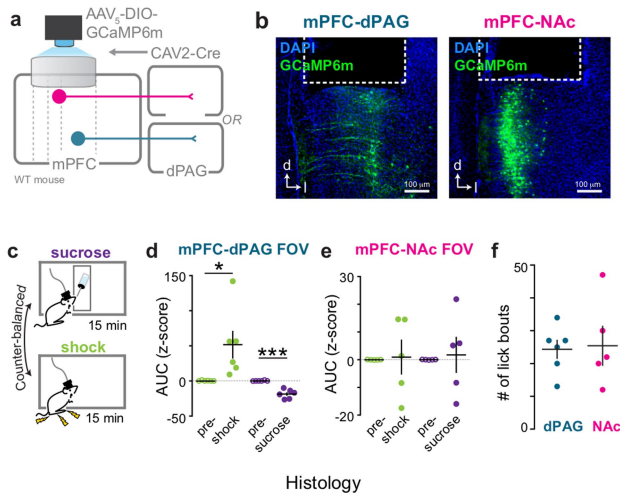 a
AAV5-DIO-
GCaMP6m
CAV2-Cre
OR
mPFC
dPAG
WT mouse
b
mPFC-dPAG
mPFC-NAc
DAPI
GCaMP6m
d
l
100 µm
DAPI
GCaMP6m
d
l
100 µm
c
sucrose
15 min
Counter-balanced
shock
15 min
d
mPFC-dPAG FOV
AUC (z-score)
150
0
-50
*
***
pre-
shock
pre-
sucrose
e
mPFC-NAc FOV
AUC (z-score)
30
0
-20
pre-
shock
pre-
sucrose
f
# of lick bouts
50
0
dPAG
NAc
Histology